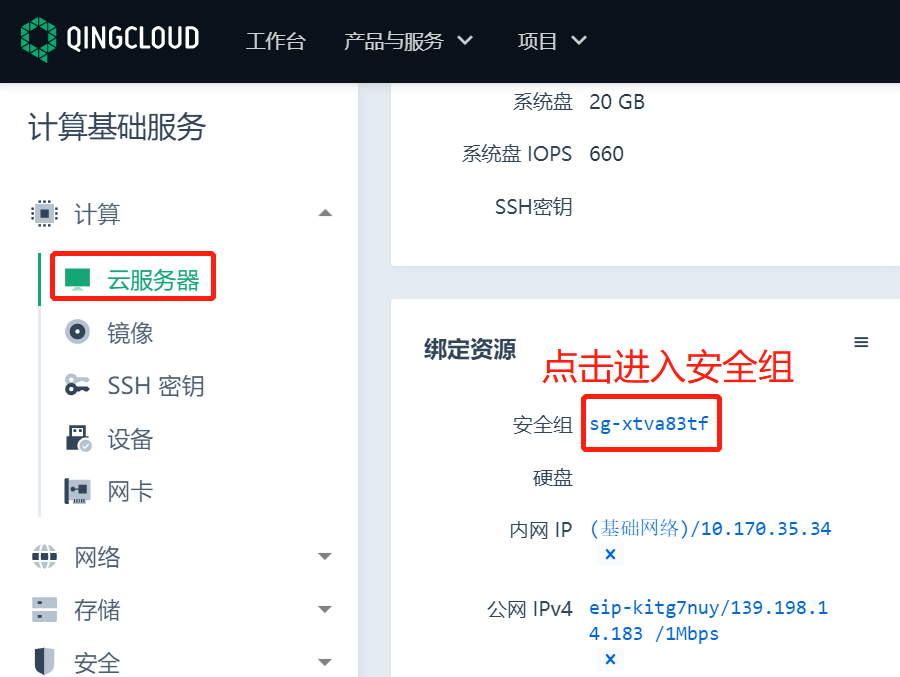 QINGCLOUD 工作台 产品与服务 项目
计算基础服务
计算
云服务器
镜像
SSH 密钥
设备
网卡
网络
存储
安全
系统盘 20 GB
系统盘 IOPS 660
SSH密钥
绑定资源
点击进入安全组
安全组 sg-xtva83tf
硬盘
内网 IP (基础网络)/10.170.35.34
×
公网 IPv4 eip-kitg7nuy/139.198.1
4.183 /1Mbps
×